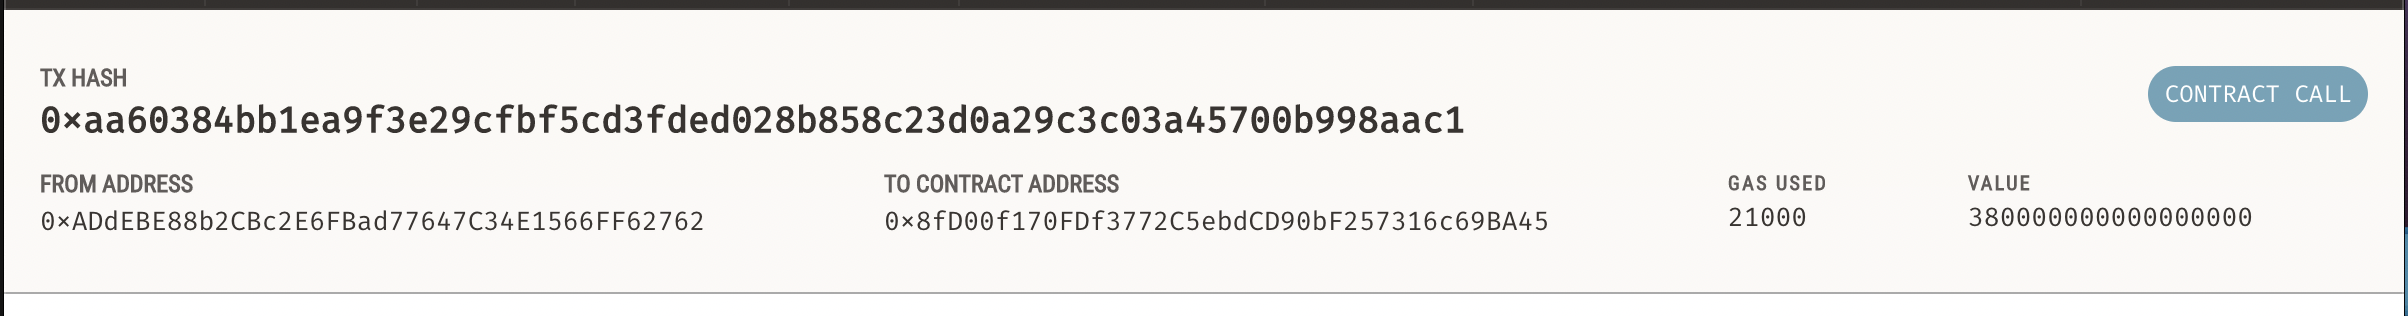 TX HASH
0×aa60384bb1ea9f3e29cfbf5cd3fded028b858c23d0a29c3c03a45700b998aac1
CONTRACT CALL
FROM ADDRESS
0×ADdEBE88b2CBc2E6FBad77647C34E1566FF62762
TO CONTRACT ADDRESS
0×8fD00f170FDf3772C5ebdCD90bF257316c69BA45
GAS USED
21000
VALUE
380000000000000000